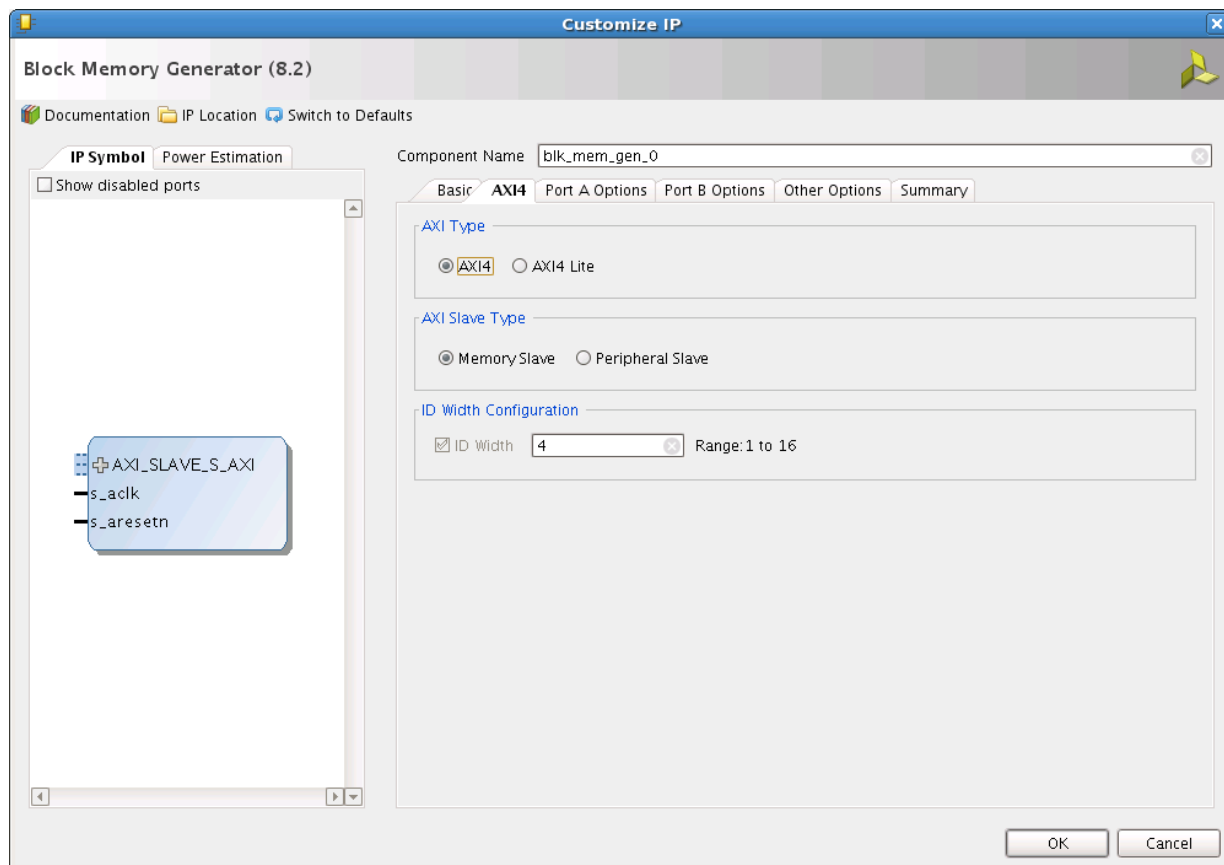 Customize IP
Block Memory Generator (8.2)
Documentation IP Location Switch to Defaults
IP Symbol Power Estimation
Show disabled ports
AXI_SLAVE_S_AXI
s_aclk
s_aresetn
Component Name blk_mem_gen_0
Basic AXI4 Port A Options Port B Options Other Options Summary
AXI Type
AXI4 AXI4 Lite
AXI Slave Type
Memory Slave Peripheral Slave
ID Width Configuration
ID Width 4 Range: 1 to 16
OK Cancel